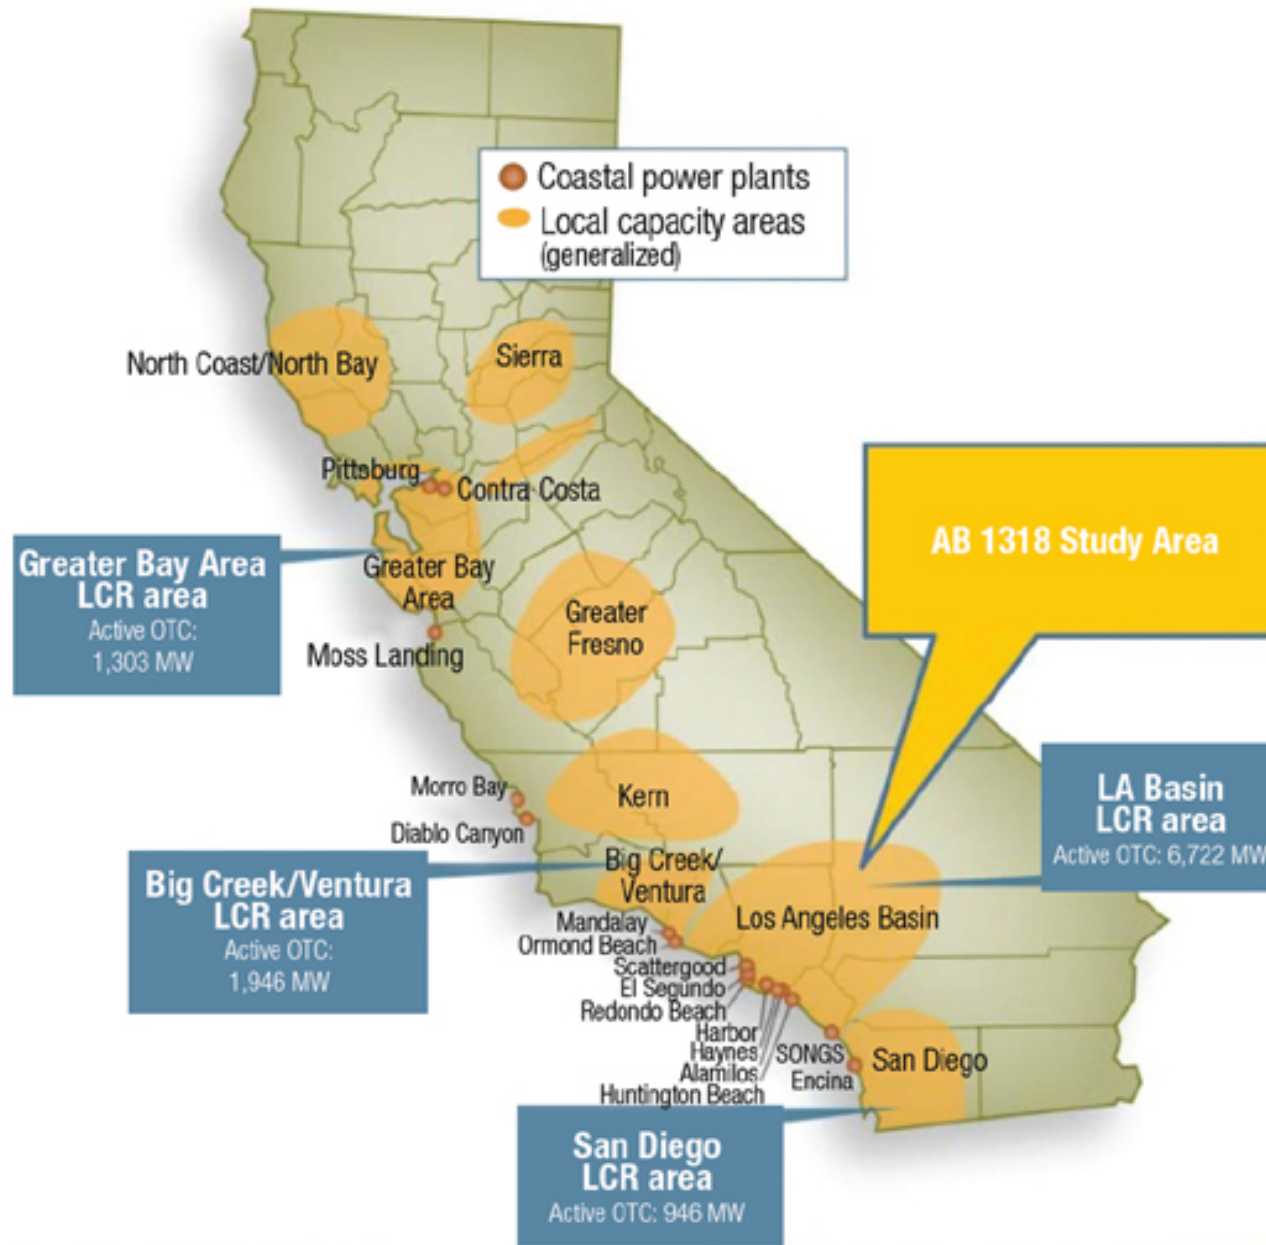 Coastal power plants
Local capacity areas
(generalized)
North Coast/North Bay
Sierra
Pittsburg
Contra Costa
Greater Bay Area
LCR area
Active OTC:
1,303 MW
Greater Bay
Area
Moss Landing
Greater
Fresno
AB 1318 Study Area
Morro Bay
Diablo Canyon
Kern
LA Basin
LCR area
Active OTC: 6,722 MW
Big Creek/Ventura
LCR area
Active OTC:
1,946 MW
Big Creek/
Ventura
Los Angeles Basin
Mandalay
Ormond Beach
Scattergood
El Segundo
Redondo Beach
Harbor
Haynes
Alamilos
Huntington Beach
SONGS
Encina
San Diego
San Diego
LCR area
Active OTC: 946 MW